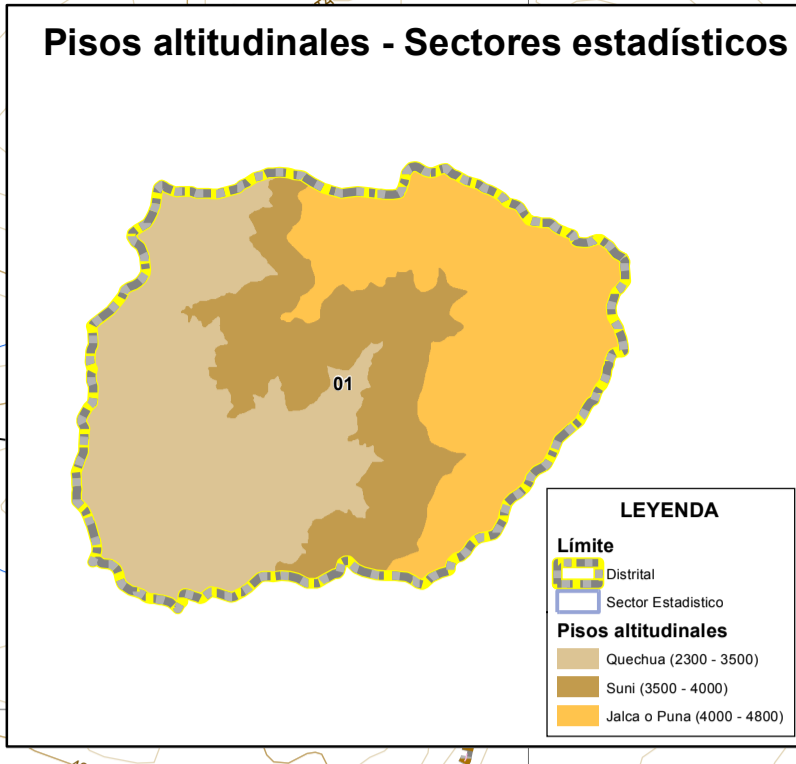 Pisos altitudinales - Sectores estadísticos
01
LEYENDA
Límite
Distrital
Sector Estadistico
Pisos altitudinales
Quechua (2300 - 3500)
Suni (3500 - 4000)
Jalca o Puna (4000 - 4800)